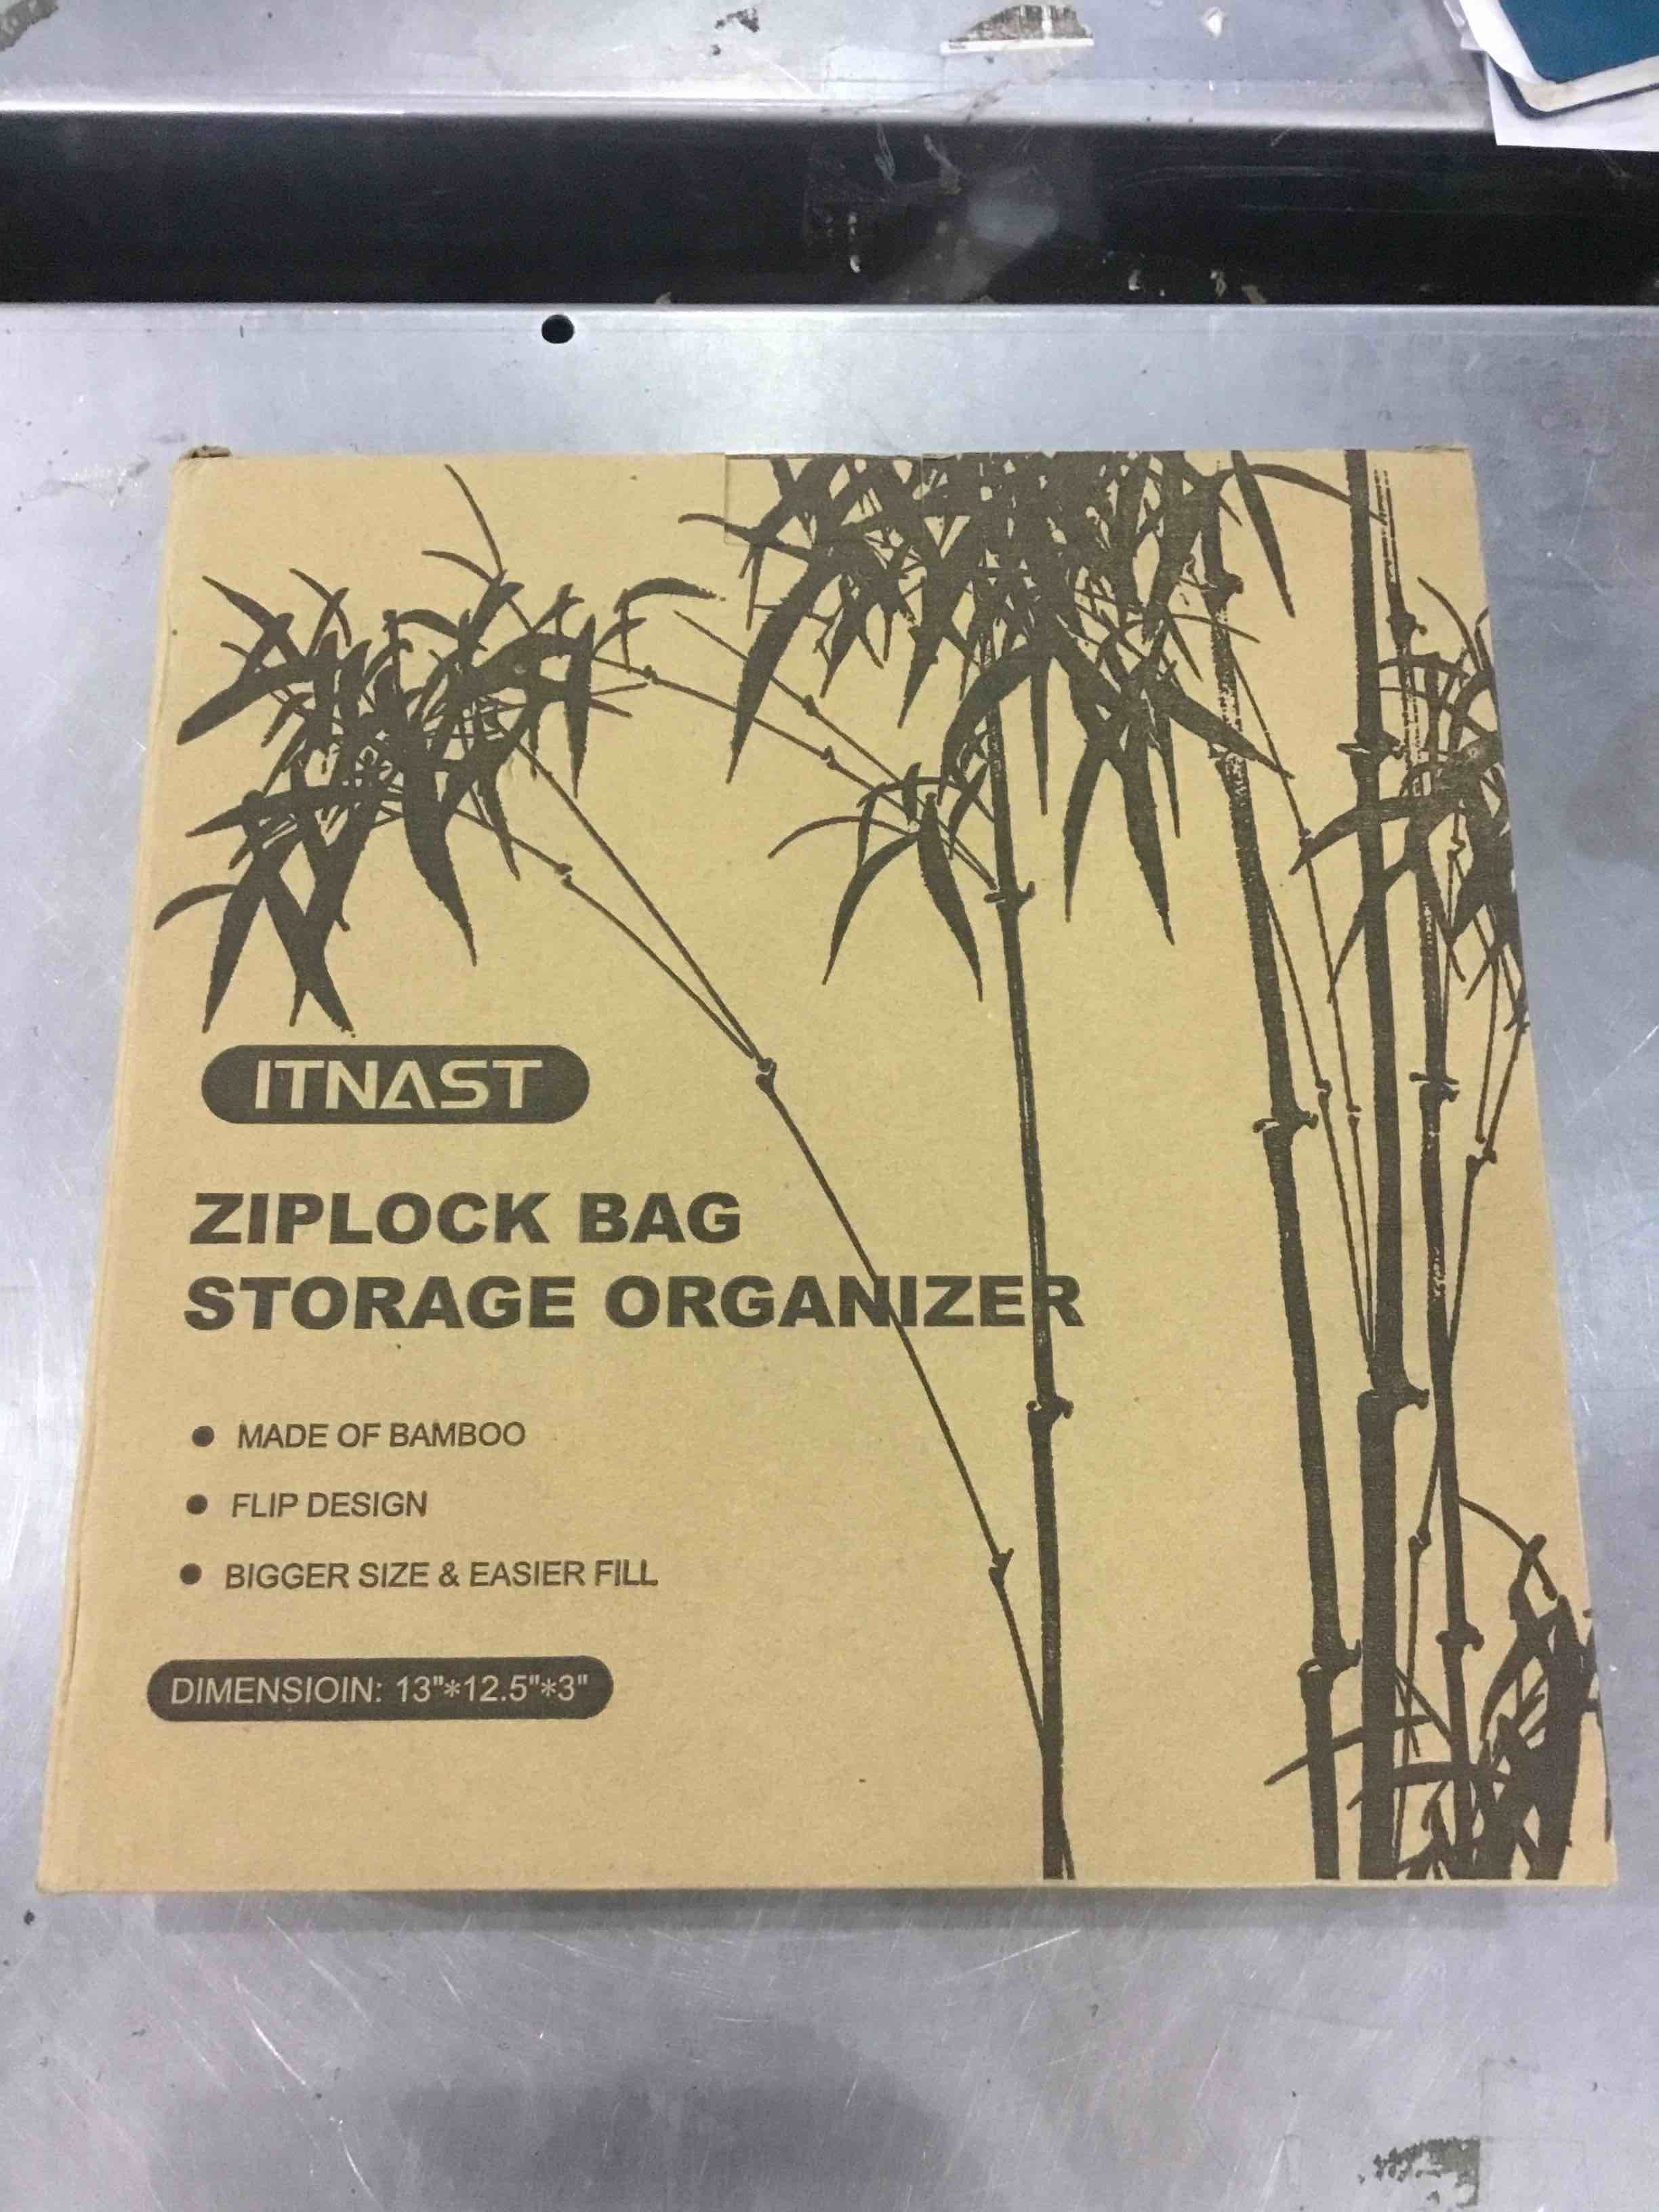 ITNAST
ZIPLOCK BAG
STORAGE ORGANIZER
● MADE OF BAMBOO
● FLIP DESIGN
● BIGGER SIZE & EASIER FILL
DIMENSIOIN: 13"*12.5"*3"